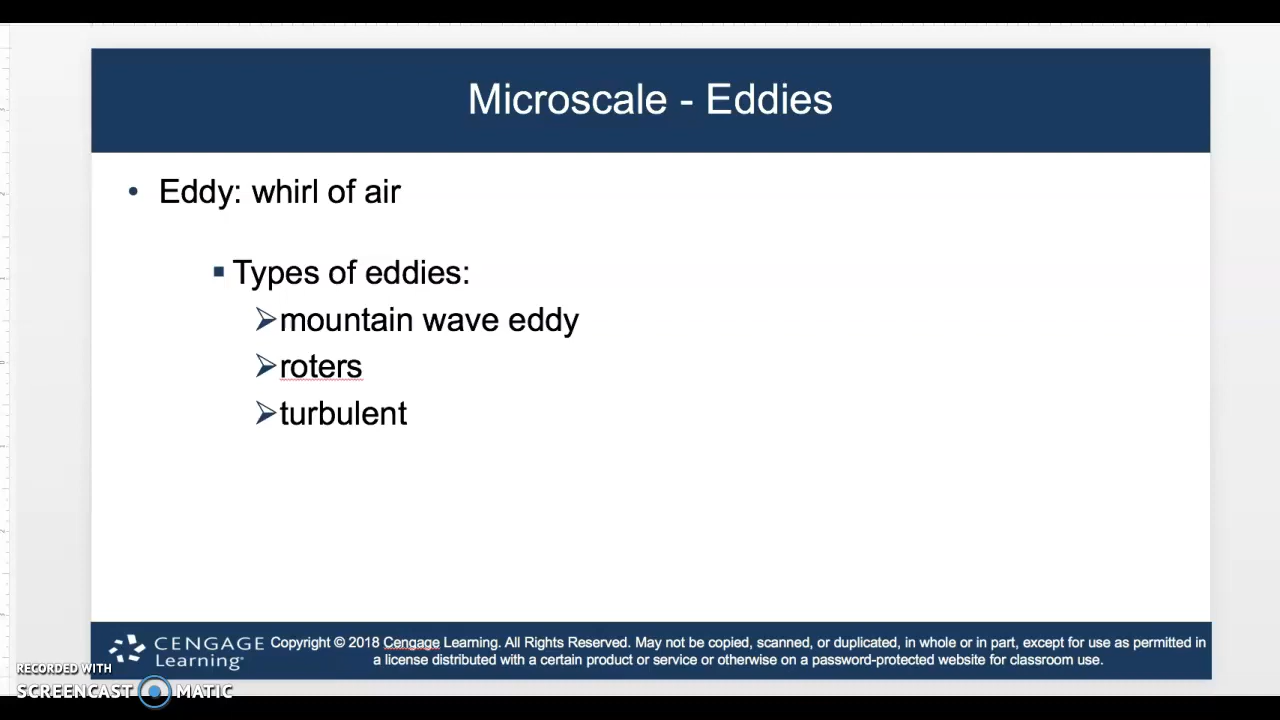 Microscale - Eddies
• Eddy: whirl of air
▪ Types of eddies:
➢mountain wave eddy
➢roters
➢turbulent
CENGAGE Learning
Copyright © 2018 Cengage Learning. All Rights Reserved. May not be copied, scanned, or duplicated, in whole or in part, except for use as permitted in
a license distributed with a certain product or service or otherwise on a password-protected website for classroom use.
RECORDED WITH
SCREENCAST MATIC